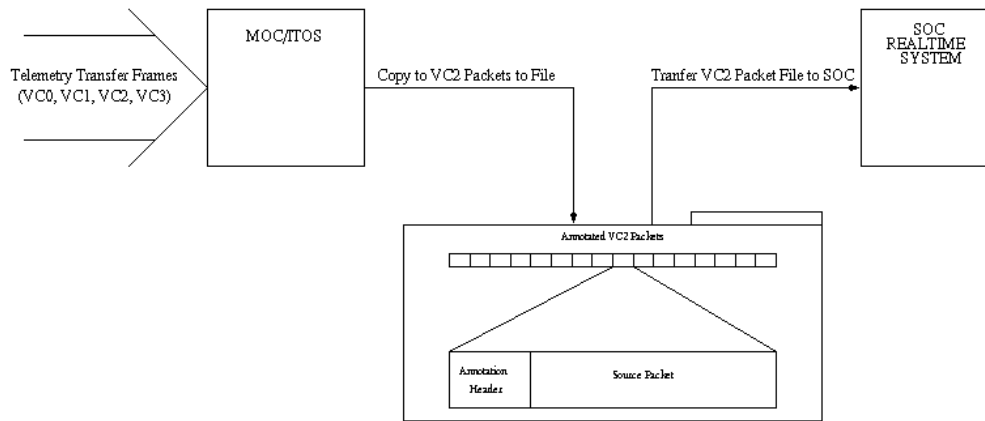 MOC/ITOS
SOC
REALTIME
SYSTEM
Telemetry Transfer Frames
(VC0, VC1, VC2, VC3)
Copy to VC2 Packets to File
Tranfer VC2 Packet File to SOC
Annotated VC2 Packets
Annotation
Header
Source Packet